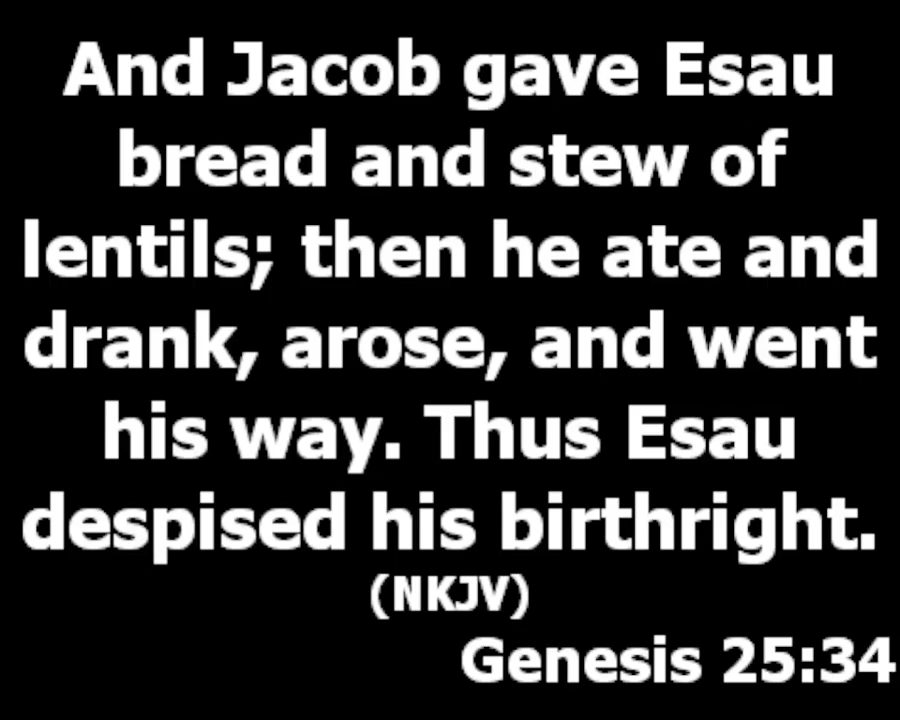 And Jacob gave Esau
bread and stew of
lentils; then he ate and
drank, arose, and went
his way. Thus Esau
despised his birthright.
(NKJV)
Genesis 25:34